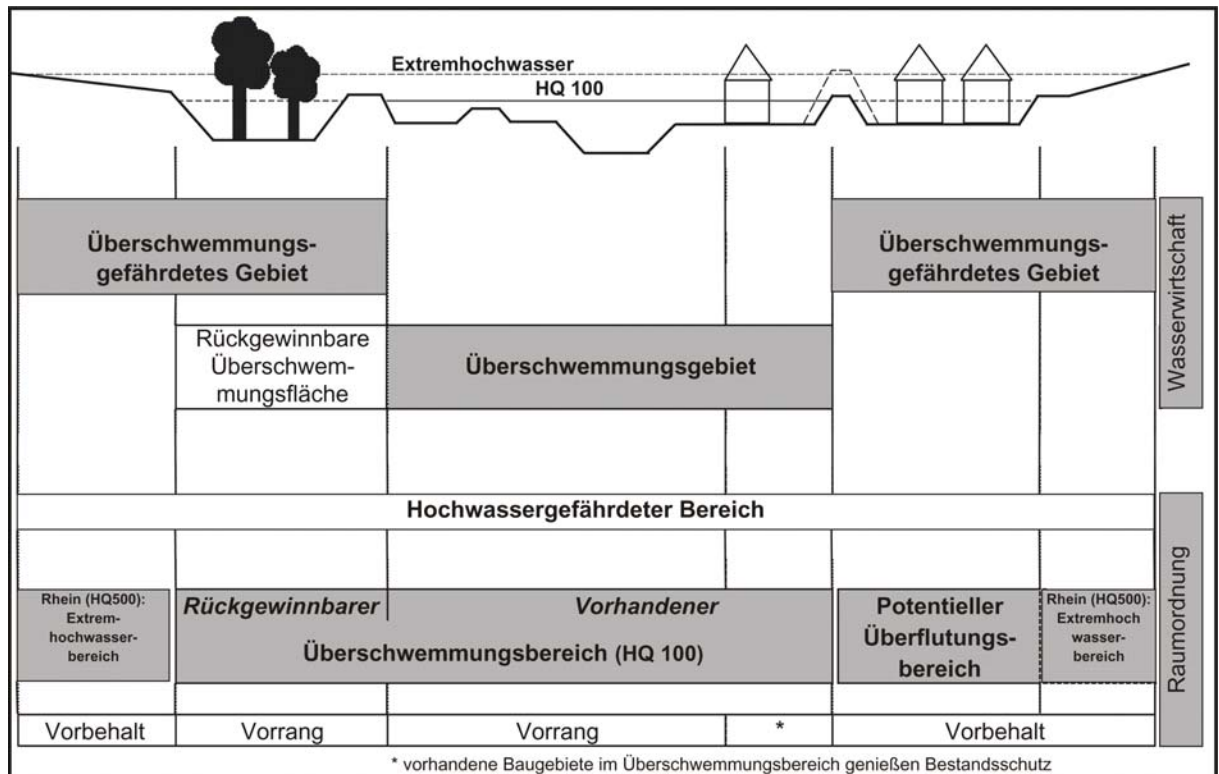 Extremhochwasser
HQ 100
Überschwemmungs-
gefährdetes Gebiet
Überschwemmungs-
gefährdetes Gebiet
Wasserwirtschaft
Rückgewinnbare
Überschwem-
mungsfläche
Überschwemmungsgebiet
Hochwassergefährdeter Bereich
Raumordnung
Rhein (HQ500):
Extrem-
hochwasser-
bereich
Rückgewinnbarer
Vorhandener
Überschwemmungsbereich (HQ 100)
Potentieller
Überflutungs-
bereich
Rhein (HQ500):
Extremhoch
wasser-
bereich
Vorbehalt
Vorrang
Vorrang
*
Vorbehalt
* vorhandene Baugebiete im Überschwemmungsbereich genießen Bestandsschutz